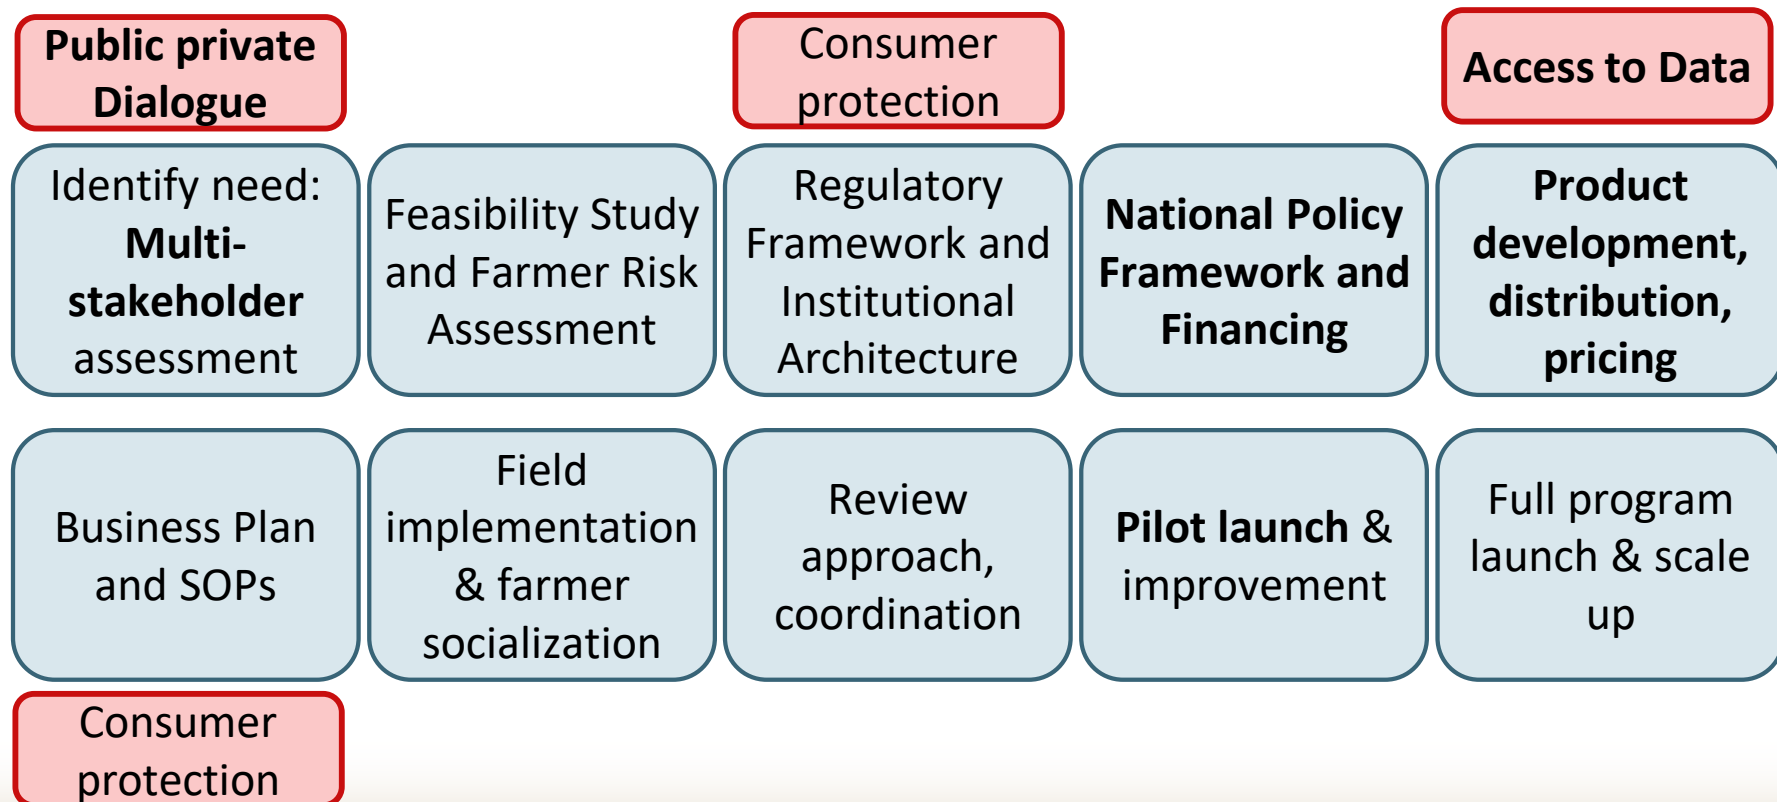 Public private
Dialogue
Consumer
protection
Access to Data
Identify need:
Multi-
stakeholder
assessment
Feasibility Study
and Farmer Risk
Assessment
Regulatory
Framework and
Institutional
Architecture
National Policy
Framework and
Financing
Product
development,
distribution,
pricing
Business Plan
and SOPs
Field
implementation
& farmer
socialization
Review
approach,
coordination
Pilot launch &
improvement
Full program
launch & scale
up
Consumer
protection